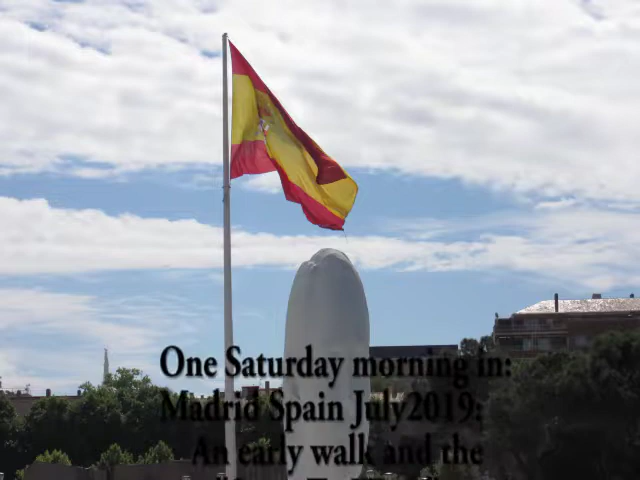 One Saturday morning in:
Madrid Spain July2019:
An early walk and the